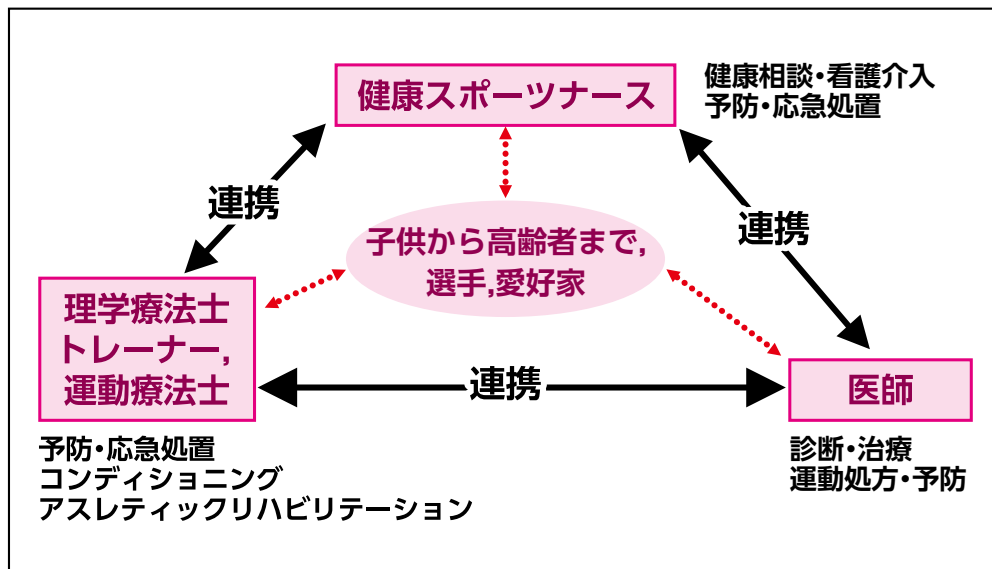 健康スポーツナース
健康相談・看護介入
予防・応急処置
連携
連携
子供から高齢者まで,
選手,愛好家
理学療法士
トレーナー,
運動療法士
連携
医師
予防・応急処置
コンディショニング
アスレティックリハビリテーション
診断・治療
運動処方・予防